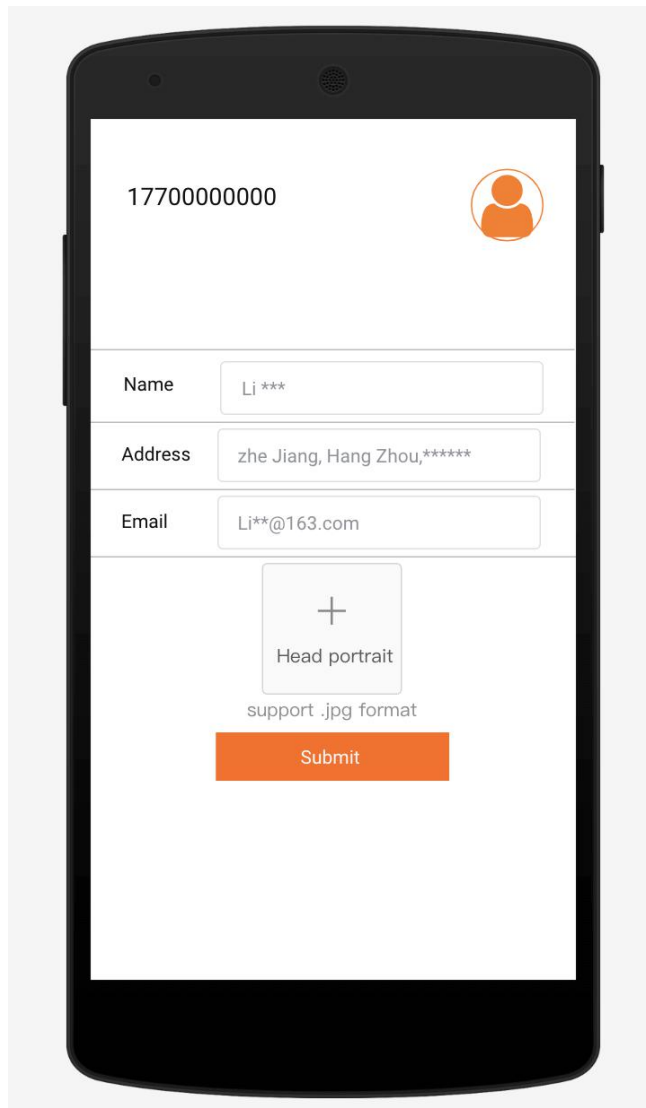 17700000000
Name
Li ***
Address
zhe Jiang, Hang Zhou,******
Email
Li**@163.com
Head portrait
support .jpg format
Submit